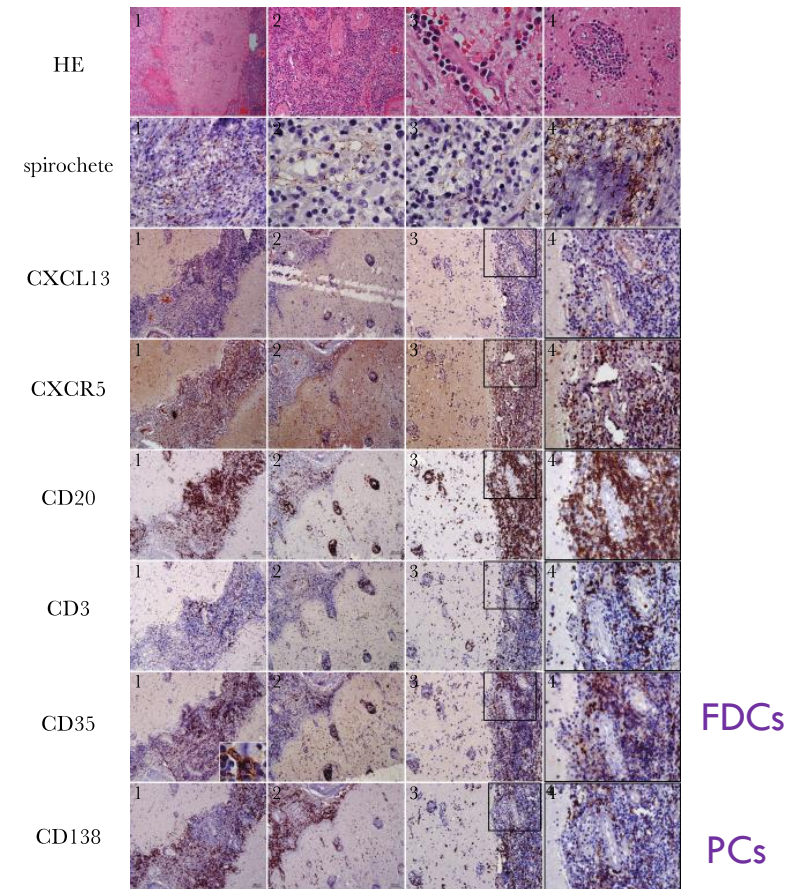 HE
1 2 3 4
spirochete
1 2 3 4
CXCL13
1 2 3 4
CXCR5
1 2 3 4
CD20
1 2 3 4
CD3
1 2 3 4
CD35
1 2 3 4
FDCs
CD138
1 2 3 4
PCs